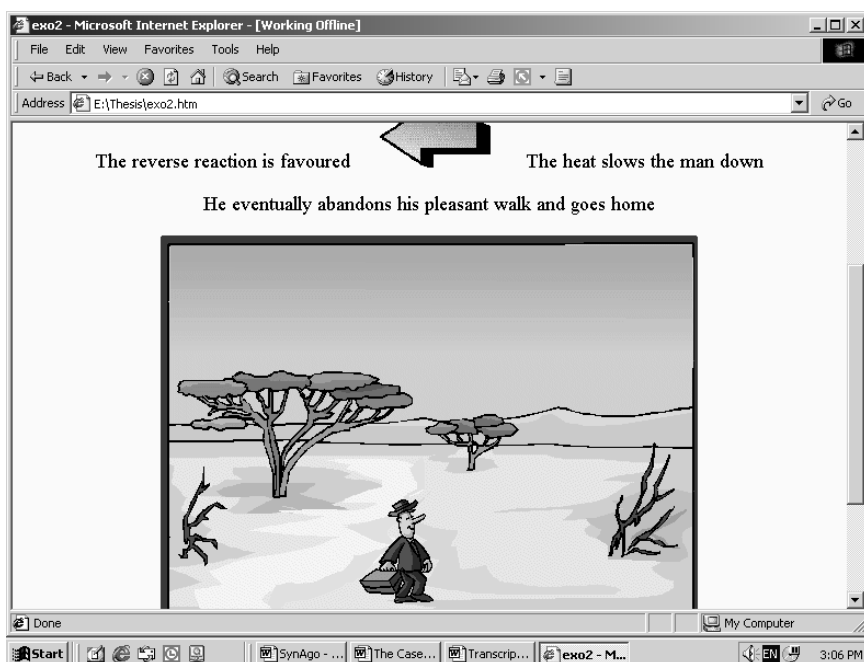 exo2 - Microsoft Internet Explorer - [Working Offline]
File Edit View Favorites Tools Help
Back Search Favorites History
Address E:\Thesis\exo2.htm Go
The reverse reaction is favoured The heat slows the man down
He eventually abandons his pleasant walk and goes home
Done My Computer
Start SynAgo - ... The Case... Transcrip... exo2 - M... EN 3:06 PM